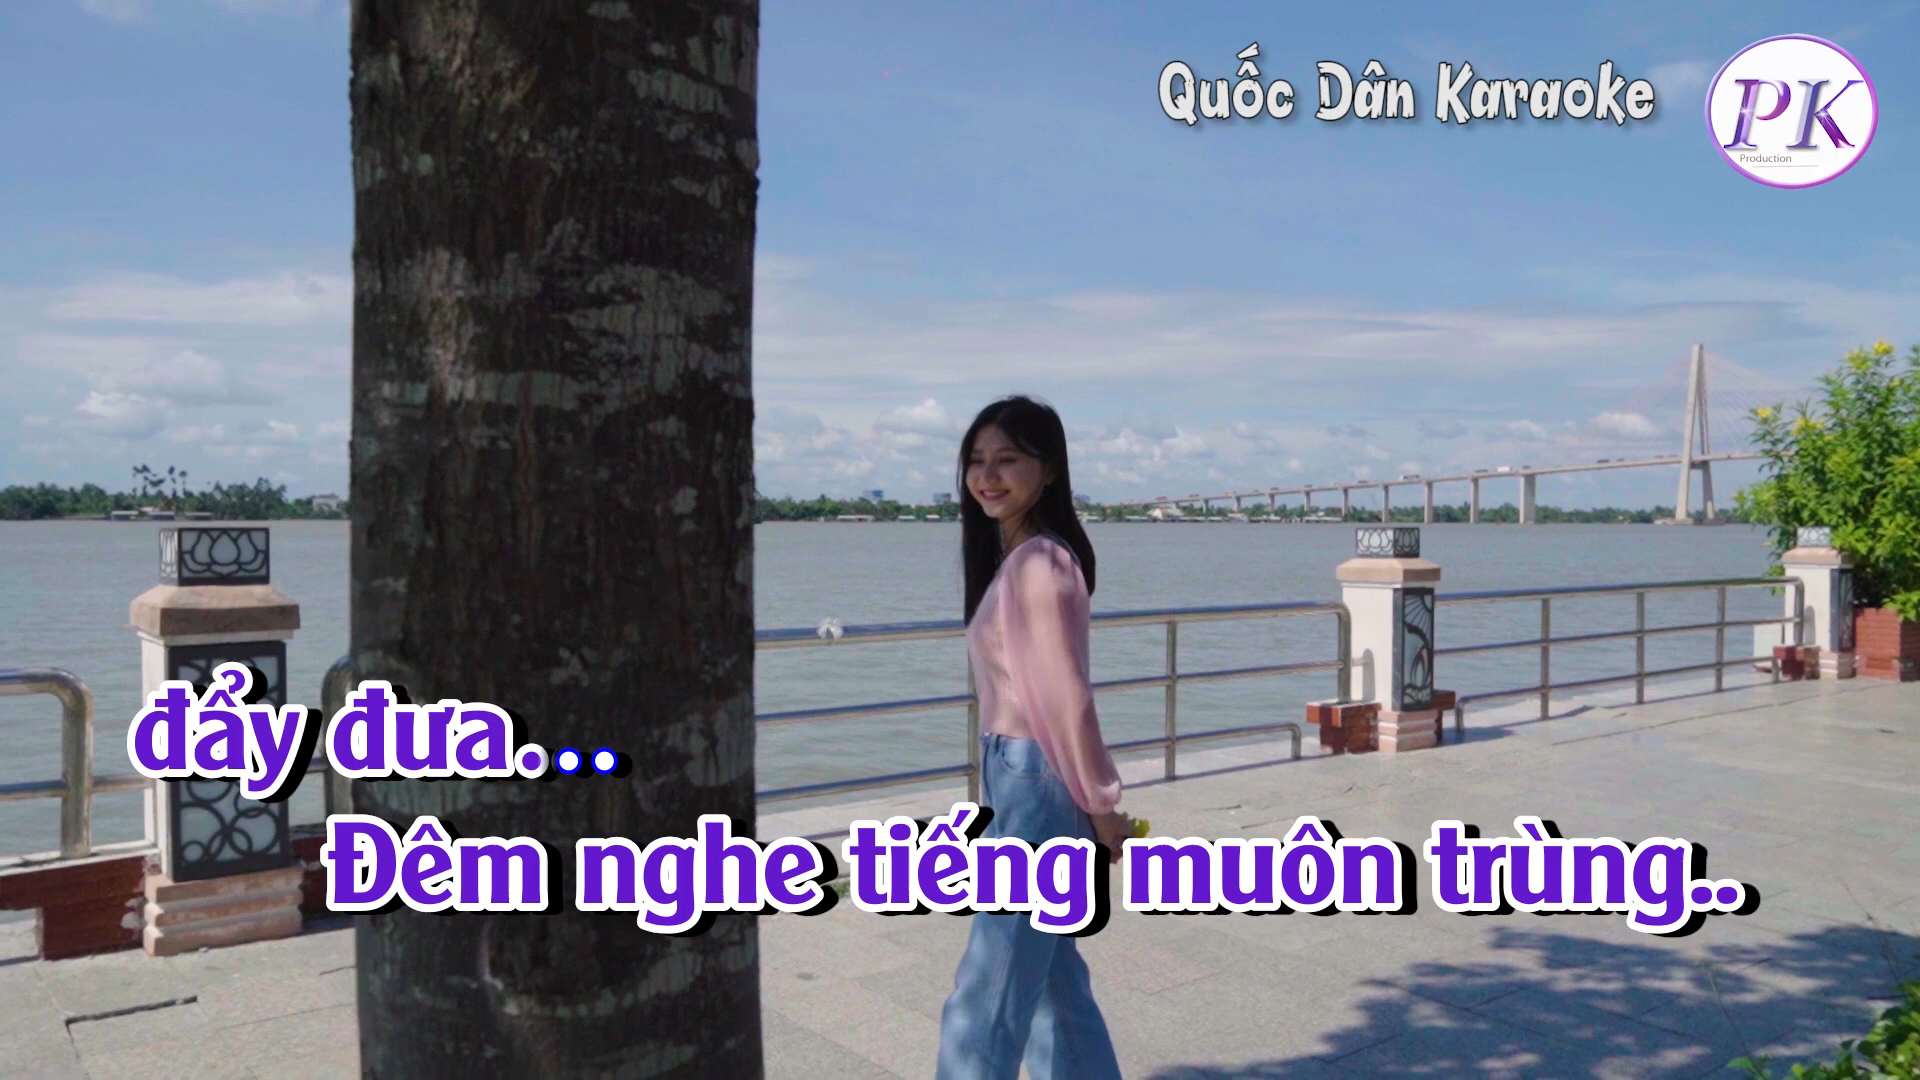 Quốc Dân Karaoke
PK
Production
đẩy đưa...
Đêm nghe tiếng muôn trùng..